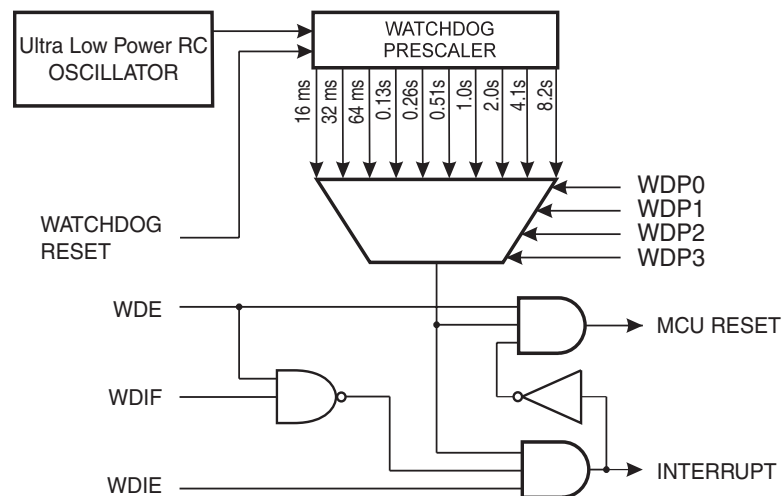 Ultra Low Power RC
OSCILLATOR
WATCHDOG
PRESCALER
16 ms
32 ms
64 ms
0.13s
0.26s
0.51s
1.0s
2.0s
4.1s
8.2s
WDP0
WDP1
WDP2
WDP3
WATCHDOG
RESET
WDE
MCU RESET
WDIF
INTERRUPT
WDIE